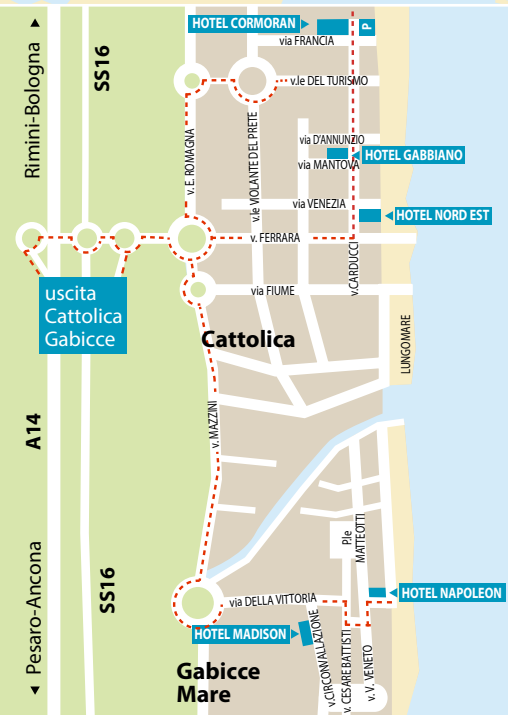 HOTEL CORMORAN
P
via FRANCIA
Rimini-Bologna
SS16
v.le DEL TURISMO
v. E. ROMAGNA
v.le VIOLANTE DEL PRETE
via D'ANNUNZIO
HOTEL GABBIANO
via MANTOVA
via VENEZIA
HOTEL NORD EST
v. FERRARA
v.CARDUCCI
uscita
Cattolica
Gabicce
via FIUME
Cattolica
LUNGOMARE
A14
v. MAZZINI
P.le
MATTEOTTI
Pesaro-Ancona
SS16
via DELLA VITTORIA
HOTEL NAPOLEON
HOTEL MADISON
v.CIRCONVALLAZIONE
v. CESARE BATTISTI
v. V. VENETO
Gabicce
Mare